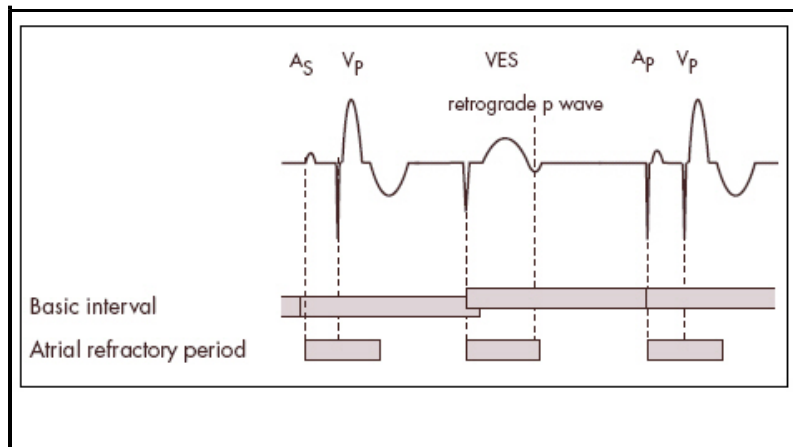 AS VP VES AP VP
retrograde p wave
Basic interval
Atrial refractory period